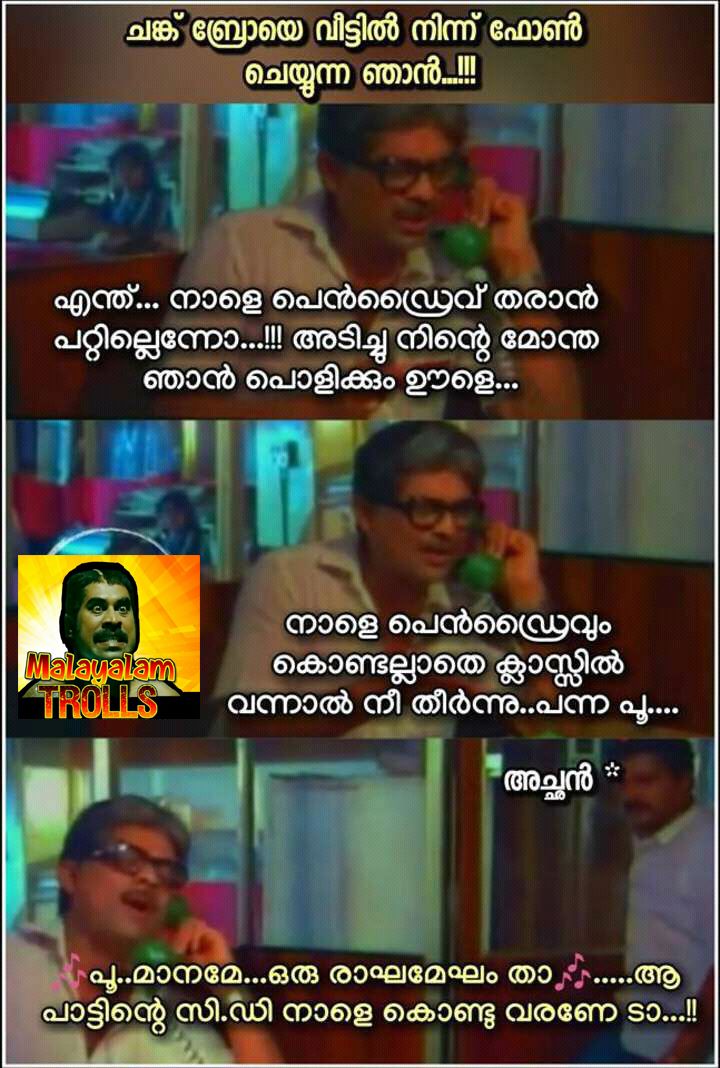 ചങ്ക് ബ്രോയെ വീട്ടിൽ നിന്ന് ഫോൺ
ചെയ്യുന്ന ഞാൻ...!!!
എന്ത്... നാളെ പെൻഡ്രൈവ് തരാൻ
പറ്റില്ലെന്നോ...!!! അടിച്ചു നിന്റെ മോന്ത
ഞാൻ പൊളിക്കും ഊളെ...
Malayalam
TROLLS
നാളെ പെൻഡ്രൈവും
കൊണ്ടല്ലാതെ ക്ലാസ്സിൽ
വന്നാൽ നീ തീർന്നു..പന്ന പൂ....
അച്ഛൻ *
🎶പൂ..മാനമേ...ഒരു രാഘമേഘം താ🎶.....ആ
പാട്ടിന്റെ സി.ഡി നാളെ കൊണ്ടു വരണേ ടാ...!!